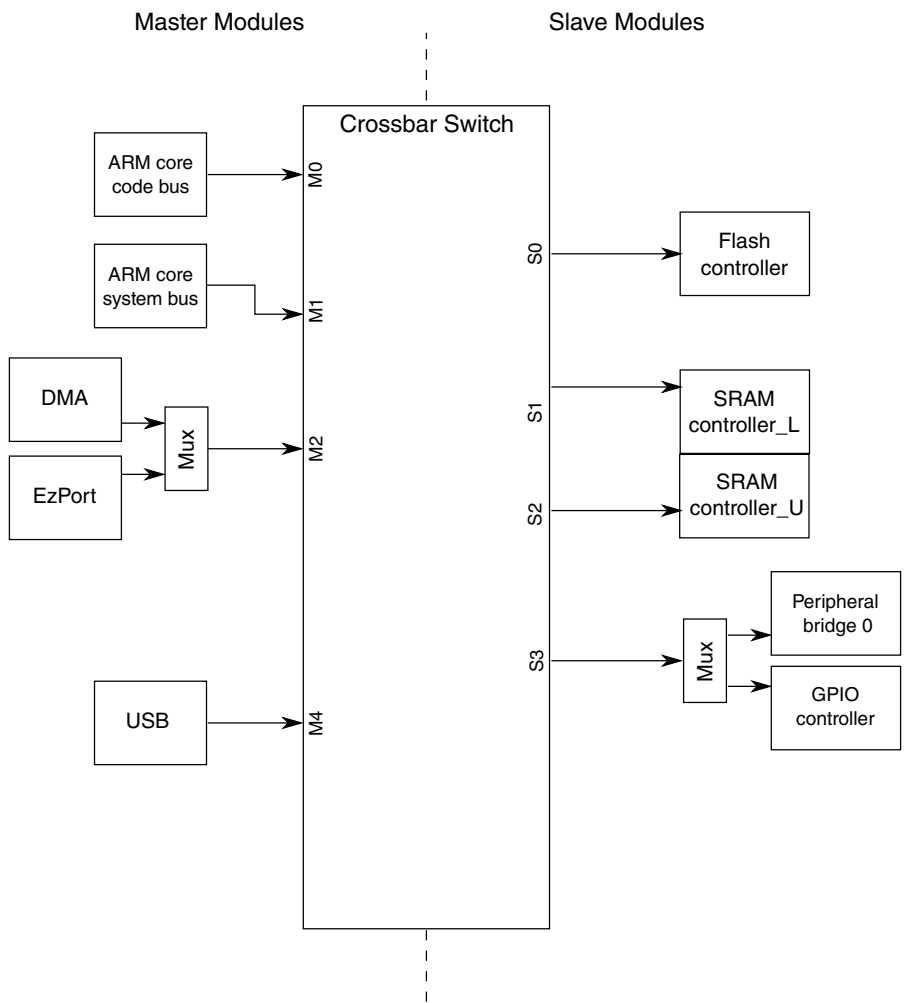 Master Modules
Slave Modules
Crossbar Switch
ARM core
code bus
M0
ARM core
system bus
M1
DMA
EzPort
Mux
M2
USB
M4
S0
Flash
controller
S1
SRAM
controller_L
S2
SRAM
controller_U
S3
Mux
Peripheral
bridge 0
GPIO
controller